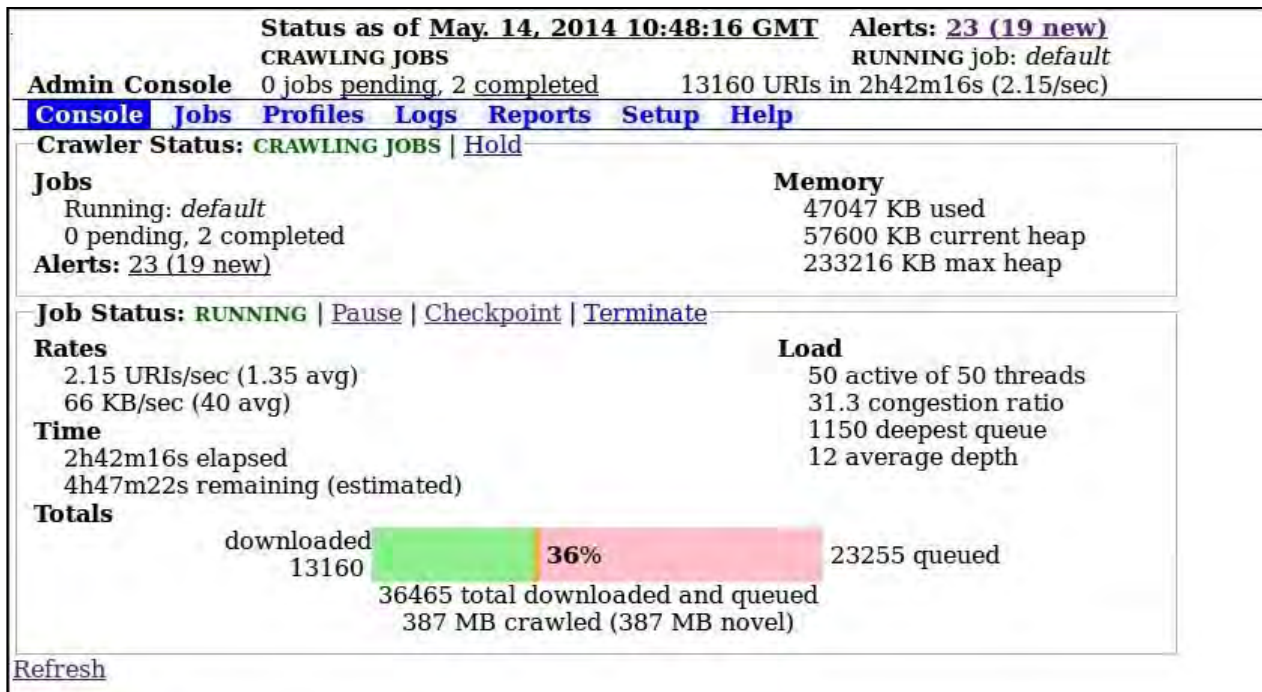 Status as of May. 14, 2014 10:48:16 GMT Alerts: 23 (19 new)
CRAWLING JOBS RUNNING job: default
Admin Console 0 jobs pending, 2 completed 13160 URIs in 2h42m16s (2.15/sec)
Console Jobs Profiles Logs Reports Setup Help
Crawler Status: CRAWLING JOBS | Hold
Jobs
Running: default
0 pending, 2 completed
Alerts: 23 (19 new)
Memory
47047 KB used
57600 KB current heap
233216 KB max heap
Job Status: RUNNING | Pause | Checkpoint | Terminate
Rates
2.15 URIs/sec (1.35 avg)
66 KB/sec (40 avg)
Time
2h42m16s elapsed
4h47m22s remaining (estimated)
Load
50 active of 50 threads
31.3 congestion ratio
1150 deepest queue
12 average depth
Totals
downloaded
13160
36%
23255 queued
36465 total downloaded and queued
387 MB crawled (387 MB novel)
Refresh